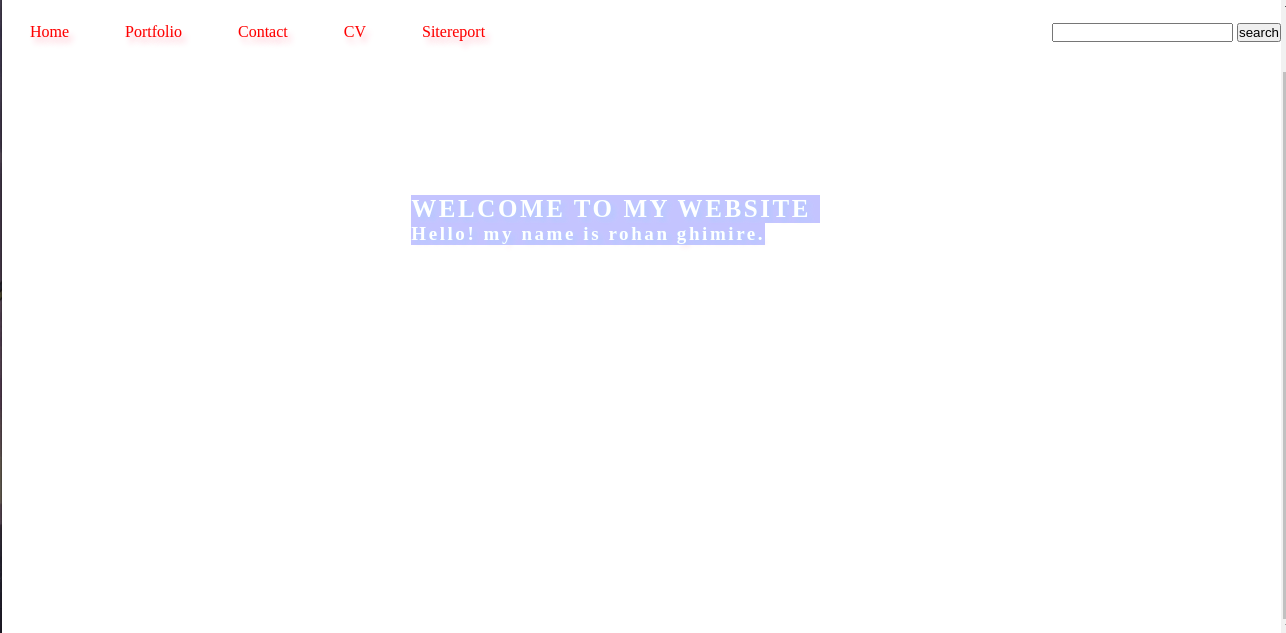 Home Portfolio Contact CV Sitereport search
WELCOME TO MY WEBSITE
Hello! my name is rohan ghimire.